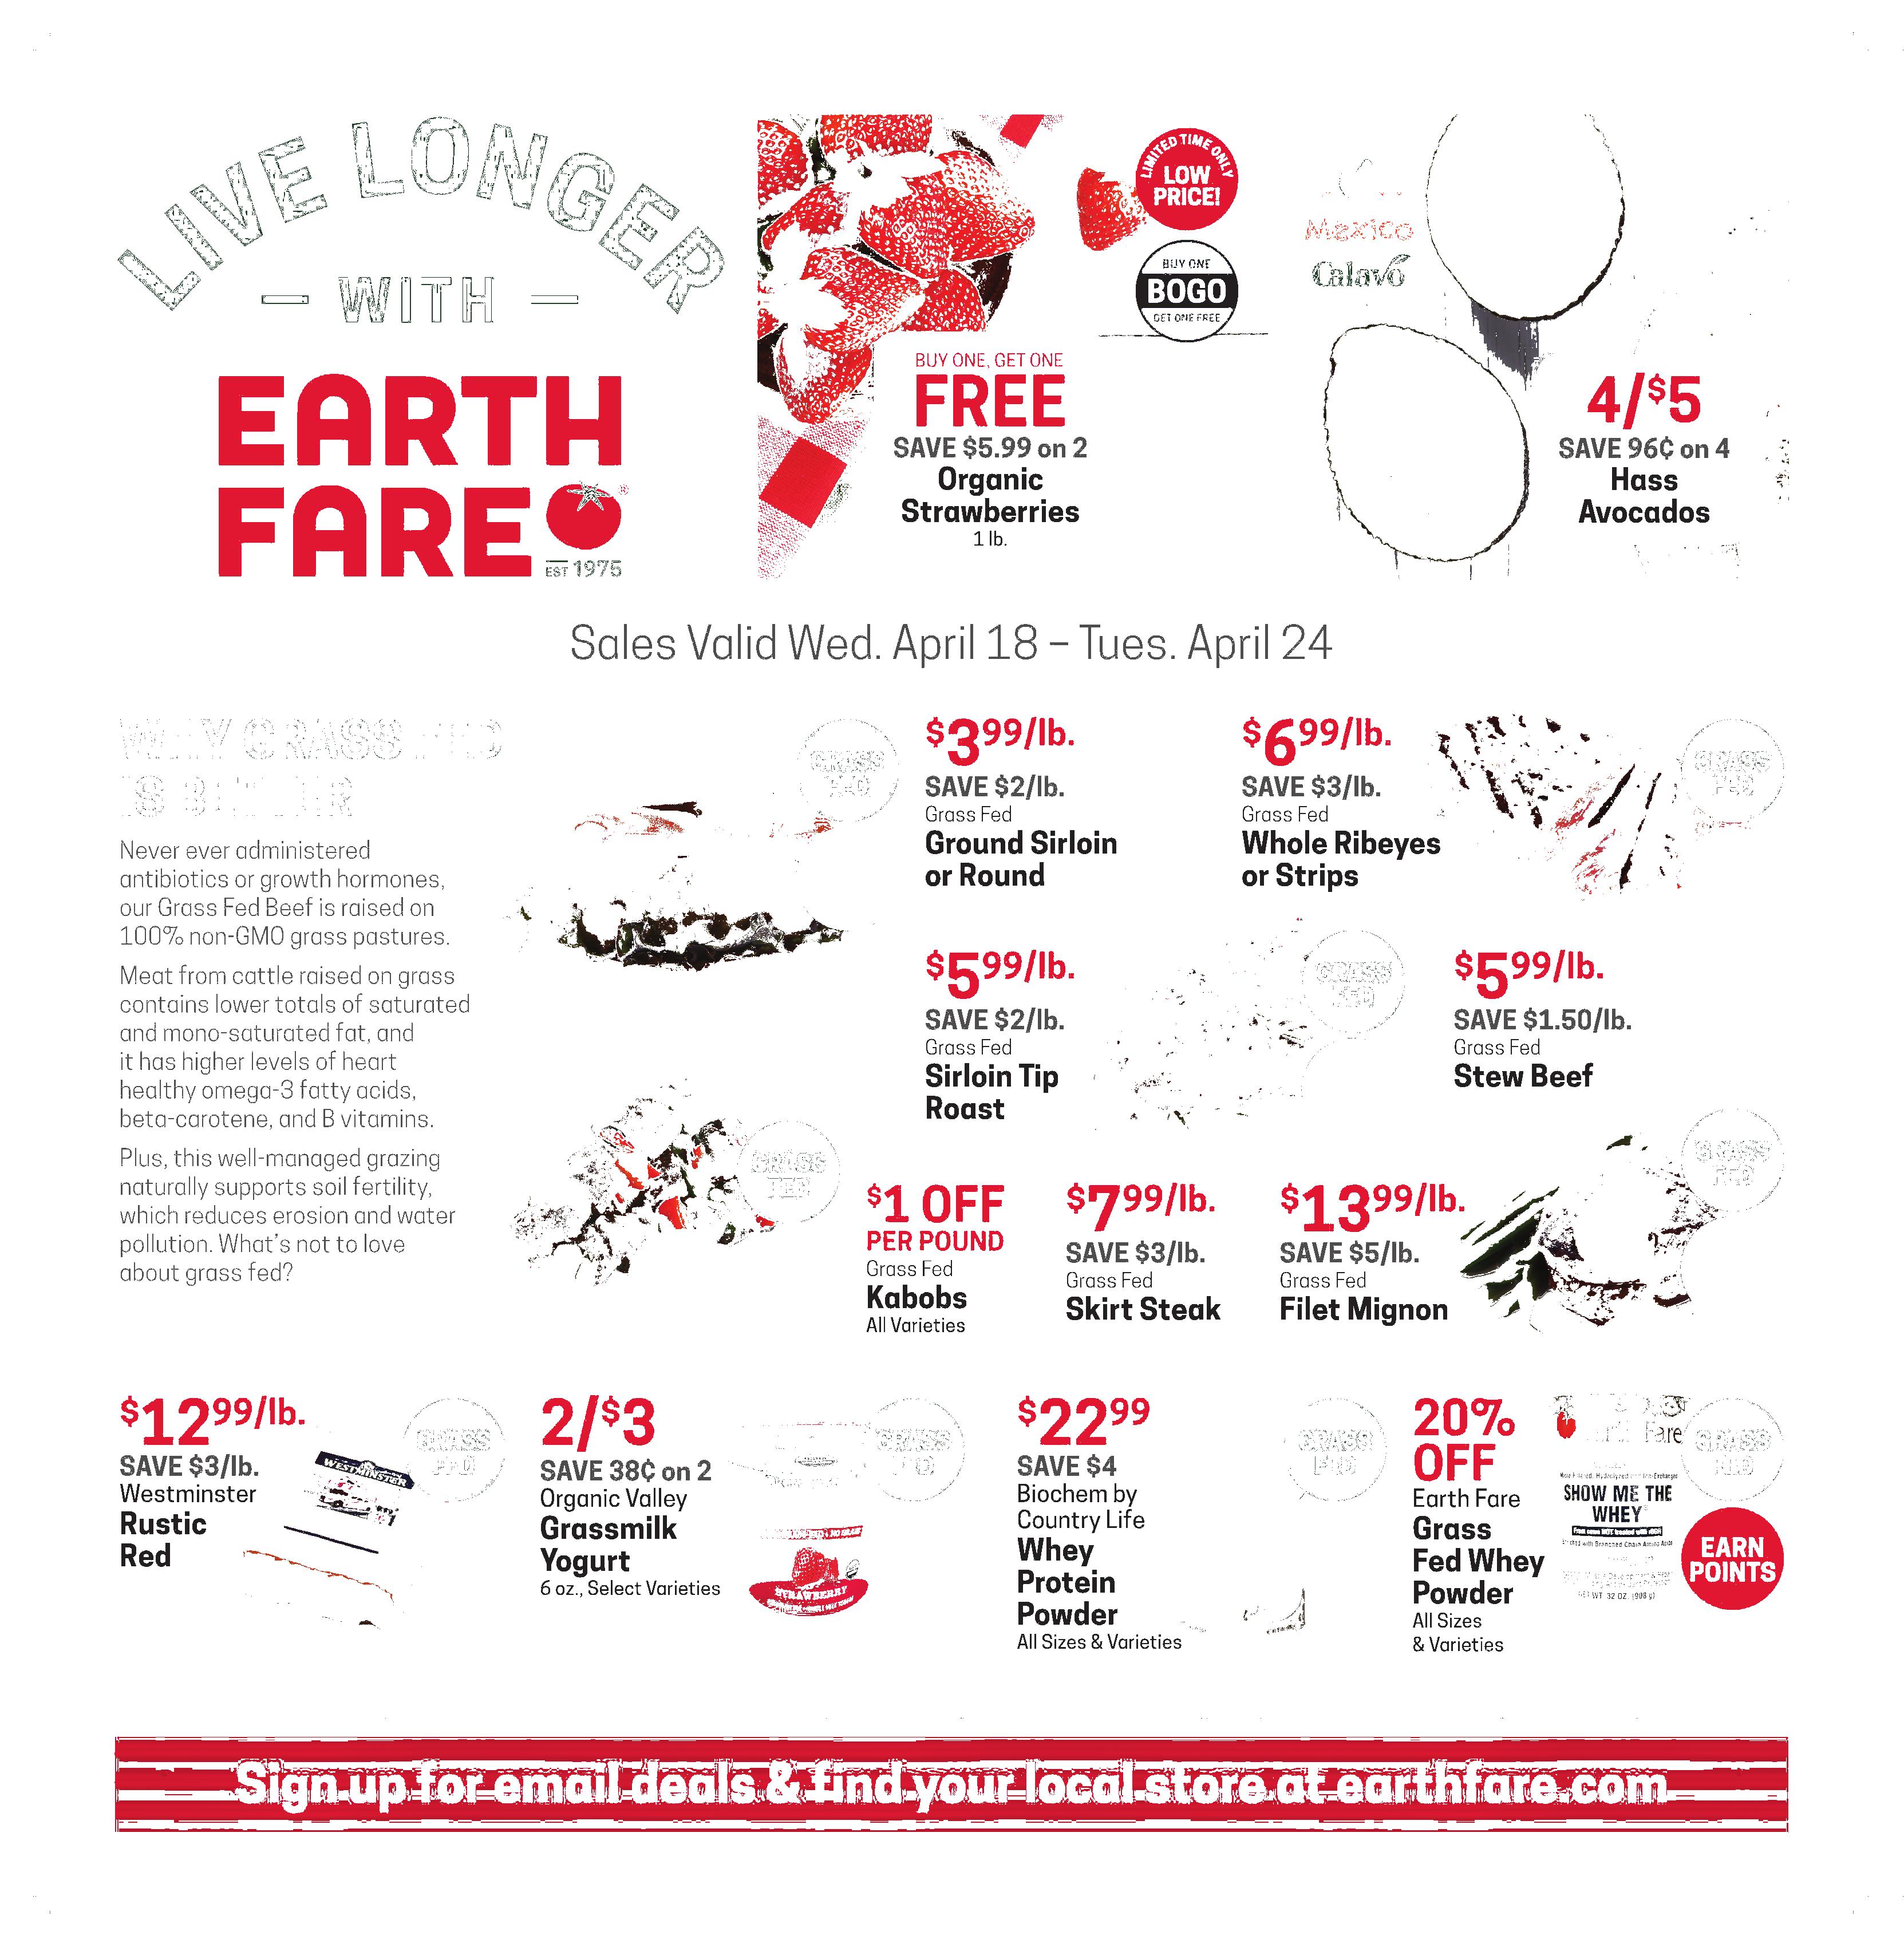 LIVE LONGER
WITH
EARTH
FARE
EST 1975
LIMITED TIME ONLY
LOW
PRICE!
BUY ONE
BOGO
GET ONE FREE
BUY ONE, GET ONE
FREE
SAVE $5.99 on 2
Organic
Strawberries
1 lb.
Mexico
Calavo
4/$5
SAVE 96¢ on 4
Hass
Avocados
Sales Valid Wed. April 18 – Tues. April 24
WHY GRASS FED
IS BETTER
Never ever administered
antibiotics or growth hormones,
our Grass Fed Beef is raised on
100% non-GMO grass pastures.
Meat from cattle raised on grass
contains lower totals of saturated
and mono-saturated fat, and
it has higher levels of heart
healthy omega-3 fatty acids,
beta-carotene, and B vitamins.
Plus, this well-managed grazing
naturally supports soil fertility,
which reduces erosion and water
pollution. What's not to love
about grass fed?
GRASS
FED
$3.99/lb.
SAVE $2/lb.
Grass Fed
Ground Sirloin
or Round
$6.99/lb.
SAVE $3/lb.
Grass Fed
Whole Ribeyes
or Strips
GRASS
FED
$5.99/lb.
SAVE $2/lb.
Grass Fed
Sirloin Tip
Roast
GRASS
FED
$5.99/lb.
SAVE $1.50/lb.
Grass Fed
Stew Beef
GRASS
FED
$1 OFF
PER POUND
Grass Fed
Kabobs
All Varieties
$7.99/lb.
SAVE $3/lb.
Grass Fed
Skirt Steak
$13.99/lb.
SAVE $5/lb.
Grass Fed
Filet Mignon
GRASS
FED
$12.99/lb.
SAVE $3/lb.
Westminster
Rustic
Red
WESTMINSTER
GRASS
FED
2/$3
SAVE 38¢ on 2
Organic Valley
Grassmilk
Yogurt
6 oz., Select Varieties
GRASS
FED
STRAWBERRY
$22.99
SAVE $4
Biochem by
Country Life
Whey
Protein
Powder
All Sizes & Varieties
GRASS
FED
20%
OFF
Earth Fare
Grass
Fed Whey
Powder
All Sizes
& Varieties
Fare
SHOW ME THE
WHEY
NET WT. 32 OZ. (908 g)
GRASS
FED
EARN
POINTS
Sign up for email deals & find your local store at earthfare.com